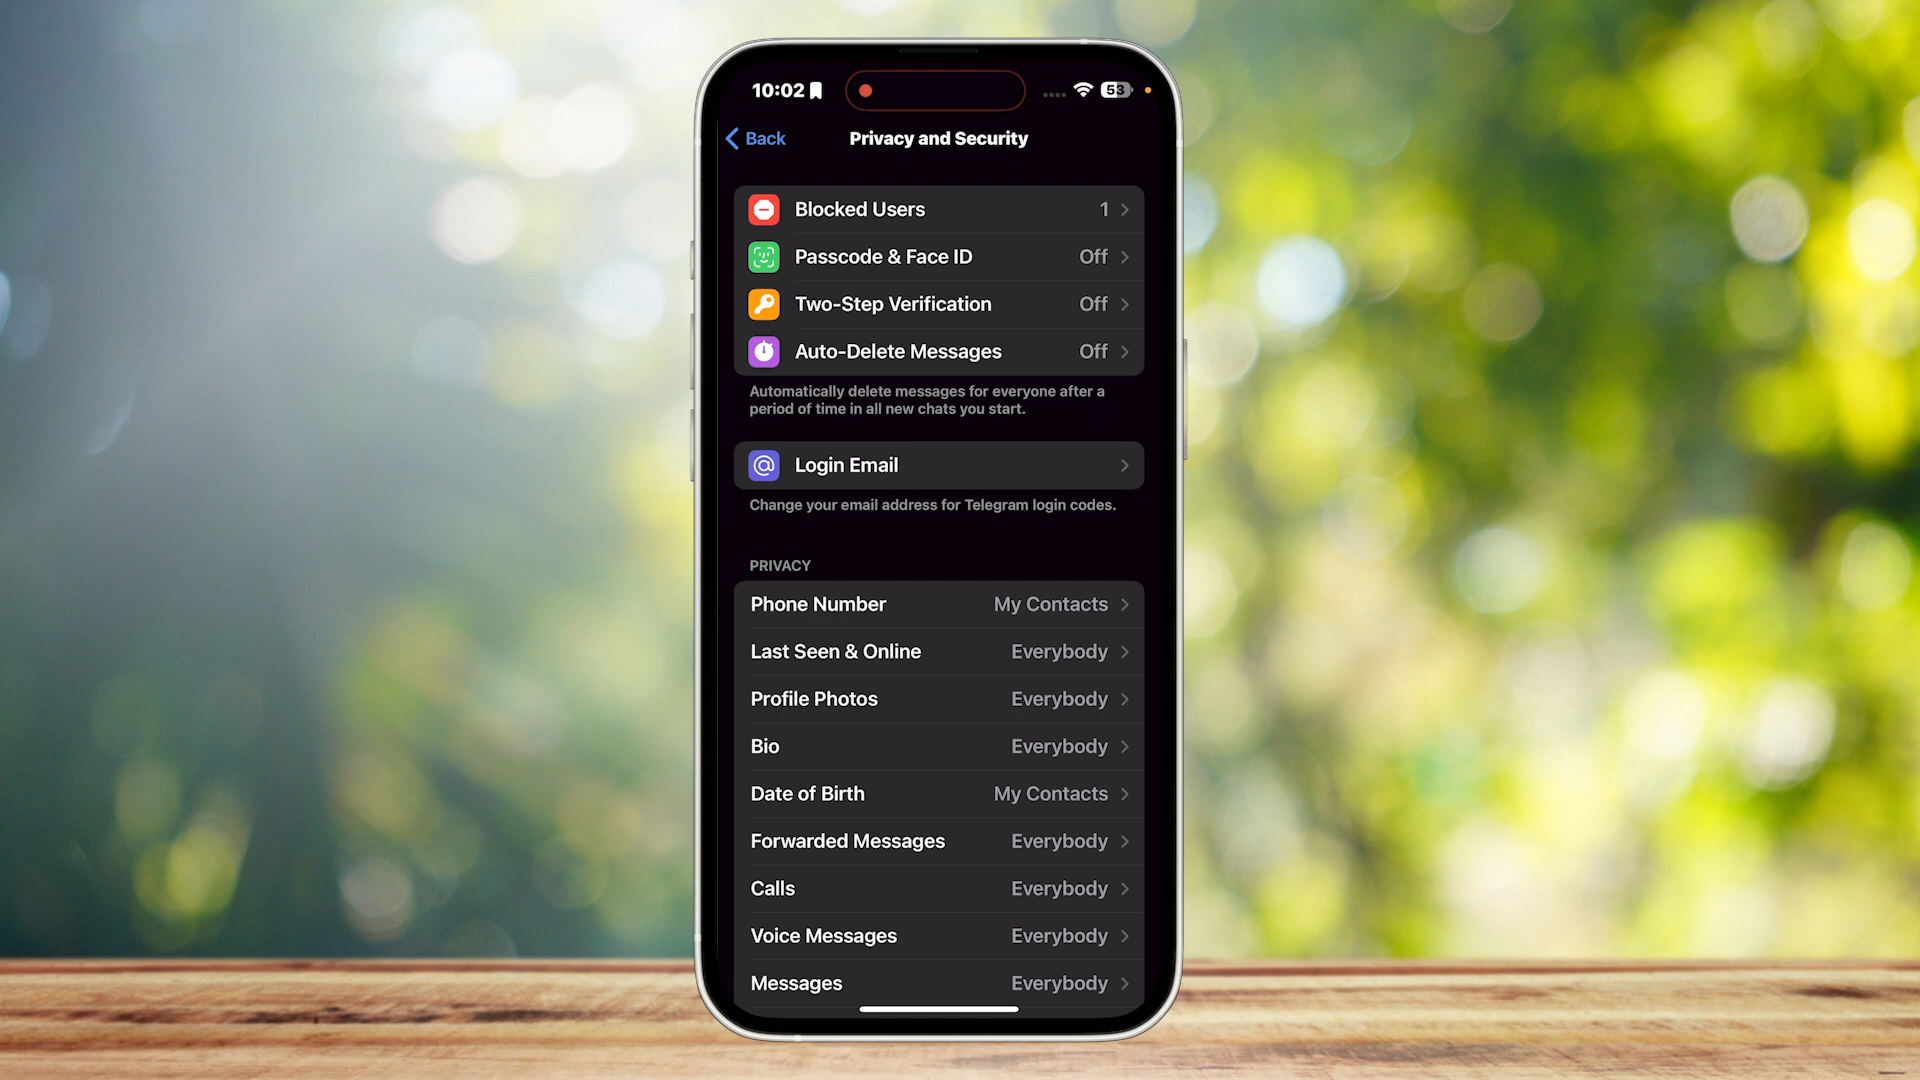 10:02
53
Back
Privacy and Security
Blocked Users 1
Passcode & Face ID Off
Two-Step Verification Off
Auto-Delete Messages Off
Automatically delete messages for everyone after a
period of time in all new chats you start.
Login Email
Change your email address for Telegram login codes.
PRIVACY
Phone Number My Contacts
Last Seen & Online Everybody
Profile Photos Everybody
Bio Everybody
Date of Birth My Contacts
Forwarded Messages Everybody
Calls Everybody
Voice Messages Everybody
Messages Everybody